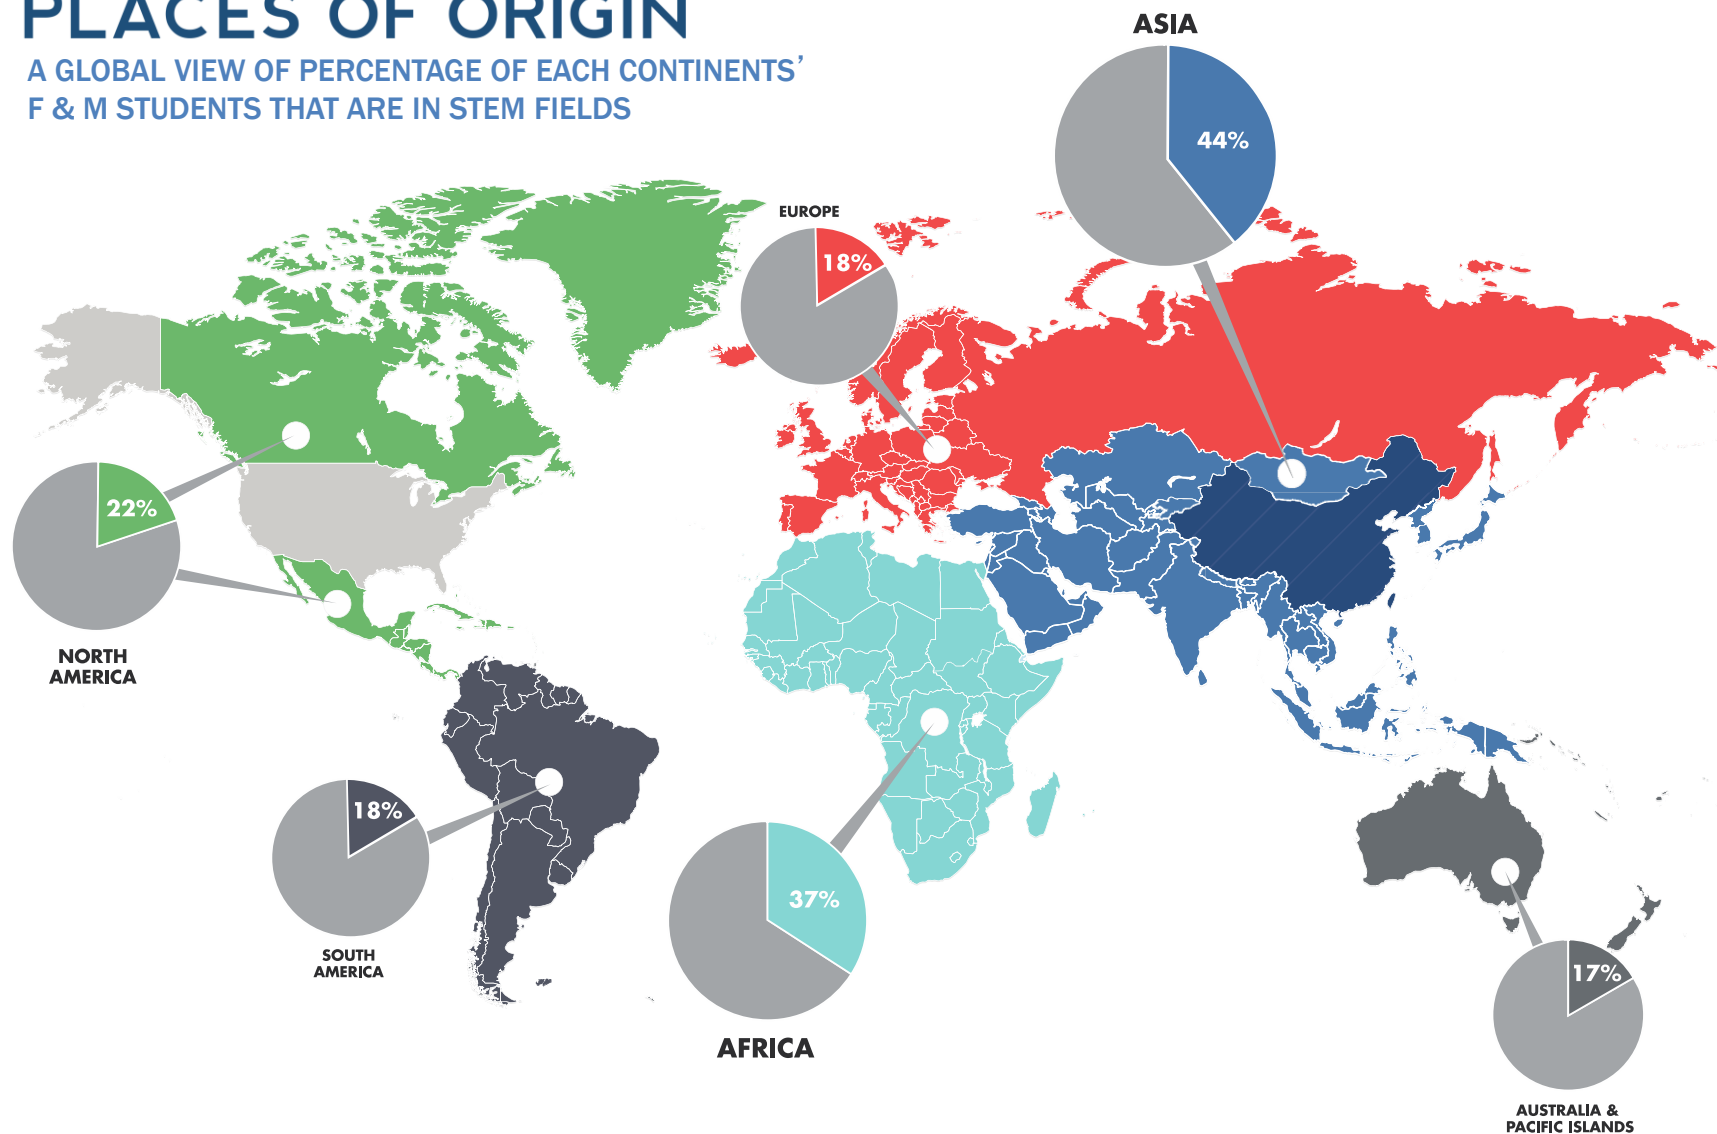 PLACES OF ORIGIN
A GLOBAL VIEW OF PERCENTAGE OF EACH CONTINENTS'
F & M STUDENTS THAT ARE IN STEM FIELDS
ASIA
44%
EUROPE
18%
22%
NORTH
AMERICA
18%
SOUTH
AMERICA
37%
AFRICA
17%
AUSTRALIA &
PACIFIC ISLANDS